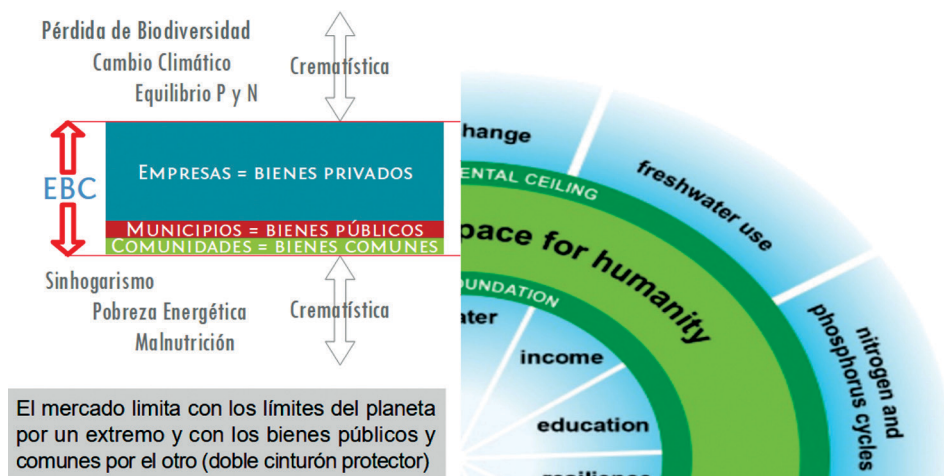 Pérdida de Biodiversidad
Cambio Climático
Equilibrio P y N
Crematística
EBC
EMPRESAS = BIENES PRIVADOS
MUNICIPIOS = BIENES PÚBLICOS
COMUNIDADES = BIENES COMUNES
Sinhogarismo
Pobreza Energética
Malnutrición
Crematística
El mercado limita con los límites del planeta
por un extremo y con los bienes públicos y
comunes por el otro (doble cinturón protector)
hange
freshwater use
nitrogen and
phosphorus cycles
ENTAL CEILING
pace for humanity
OUNDATION
ater
income
education